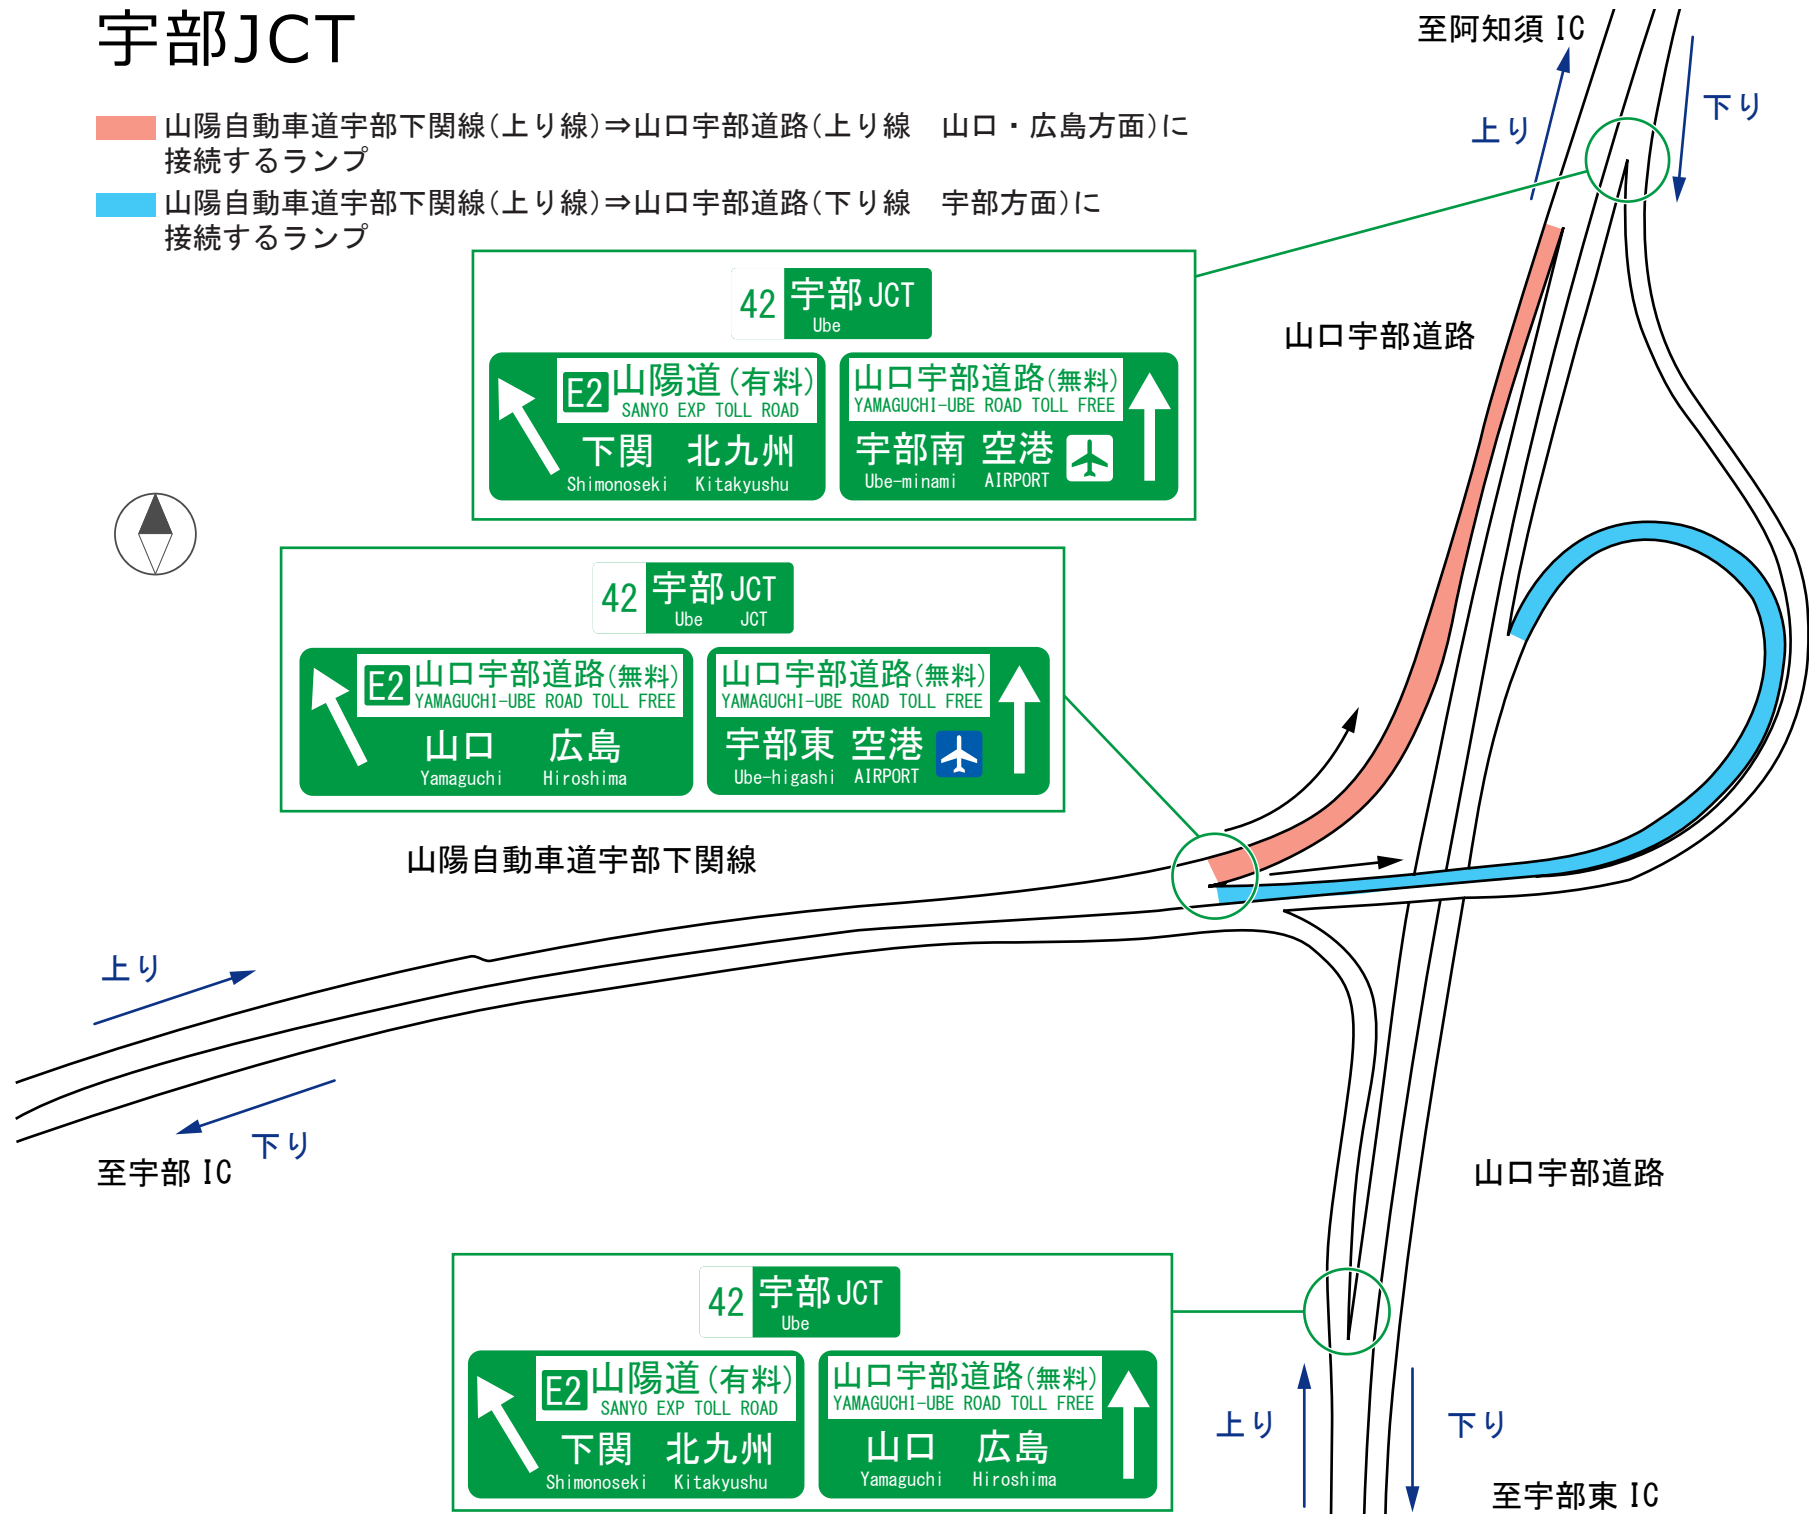 宇部JCT
山陽自動車道宇部下関線(上り線)⇒山口宇部道路(上り線　山口・広島方面)に
接続するランプ
山陽自動車道宇部下関線(上り線)⇒山口宇部道路(下り線　宇部方面)に
接続するランプ
至阿知須 IC
上り
下り
42 宇部 JCT
Ube
E2 山陽道(有料)
SANYO EXP TOLL ROAD
下関 北九州
Shimonoseki Kitakyushu
山口宇部道路(無料)
YAMAGUCHI-UBE ROAD TOLL FREE
宇部南 空港
Ube-minami AIRPORT
山口宇部道路
42 宇部 JCT
Ube JCT
E2 山口宇部道路(無料)
YAMAGUCHI-UBE ROAD TOLL FREE
山口 広島
Yamaguchi Hiroshima
山口宇部道路(無料)
YAMAGUCHI-UBE ROAD TOLL FREE
宇部東 空港
Ube-higashi AIRPORT
山陽自動車道宇部下関線
上り
下り
至宇部 IC
山口宇部道路
42 宇部 JCT
Ube
E2 山陽道(有料)
SANYO EXP TOLL ROAD
下関 北九州
Shimonoseki Kitakyushu
山口宇部道路(無料)
YAMAGUCHI-UBE ROAD TOLL FREE
山口 広島
Yamaguchi Hiroshima
上り
下り
至宇部東 IC